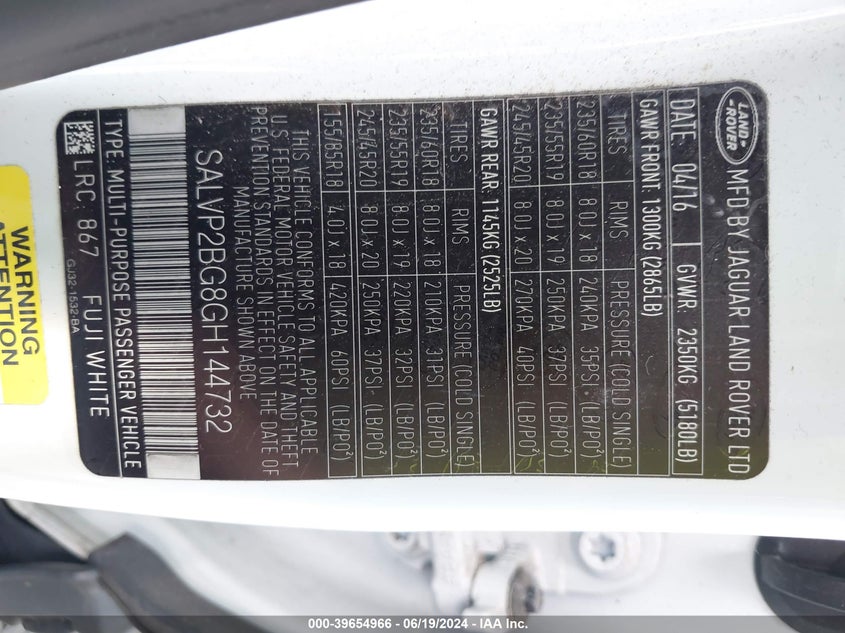 LAND-
-ROVER
MFD BY JAGUAR LAND ROVER LTD
DATE: 04/16 GVWR: 2350KG (5180LB)
GAWR FRONT: 1300KG (2865LB)
TIRES RIMS PRESSURE (COLD SINGLE)
235/60R18 8.0J x 18 240KPA 35PSI (LB/PO²)
235/55R19 8.0J x 19 250KPA 37PSI (LB/PO²)
245/45R20 8.0J x 20 270KPA 40PSI (LB/PO²)
GAWR REAR: 1145KG (2525LB)
TIRES RIMS PRESSURE (COLD SINGLE)
235/60R18 8.0J x 18 210KPA 31PSI (LB/PO²)
235/55R19 8.0J x 19 220KPA 32PSI (LB/PO²)
245/45R20 8.0J x 20 250KPA 37PSI (LB/PO²)
155/85R18 4.0J x 18 420KPA 60PSI (LB/PO²)
THIS VEHICLE CONFORMS TO ALL APPLICABLE
U.S. FEDERAL MOTOR VEHICLE SAFETY AND THEFT
PREVENTION STANDARDS IN EFFECT ON THE DATE OF
MANUFACTURE SHOWN ABOVE
SALVP2BG8GH144732
TYPE: MULTI-PURPOSE PASSENGER VEHICLE
LRC: 867 FUJI WHITE
GJ32-1532-BA
WARNING
ATTENTION
000-39654966 - 06/19/2024 - IAA Inc.